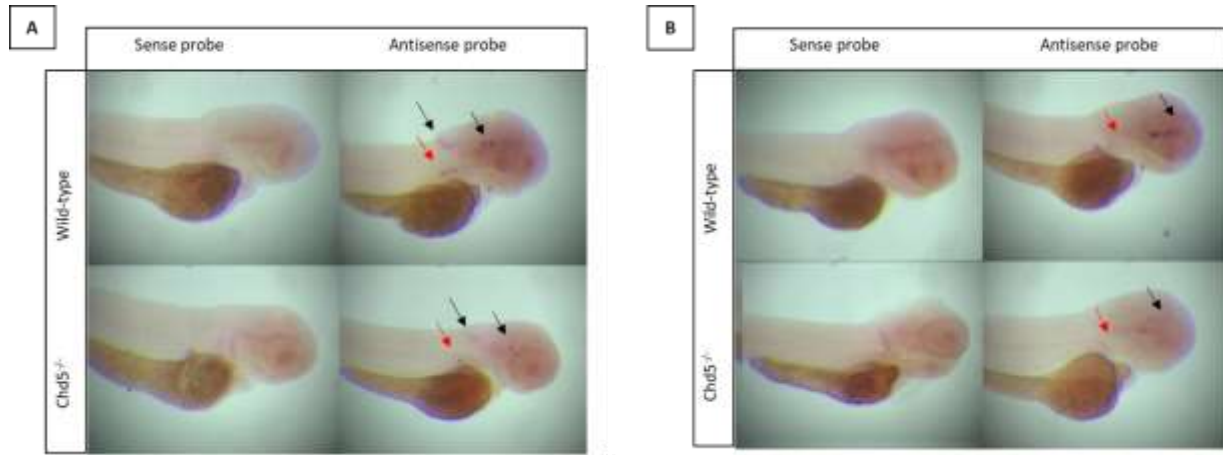 A
Sense probe Antisense probe
Wild-type
Chd5-/-
B
Sense probe Antisense probe
Wild-type
Chd5-/-